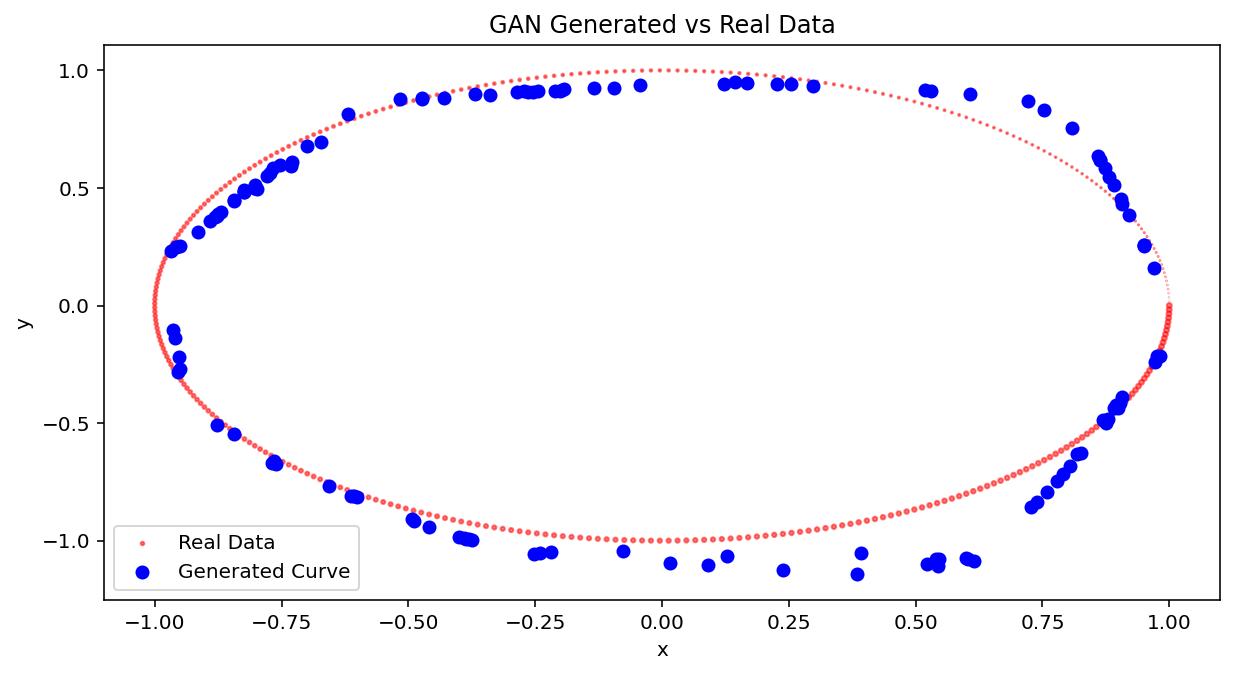 GAN Generated vs Real Data
1.0
0.5
0.0
−0.5
−1.0
y
Real Data
Generated Curve
−1.00 −0.75 −0.50 −0.25 0.00 0.25 0.50 0.75 1.00
x